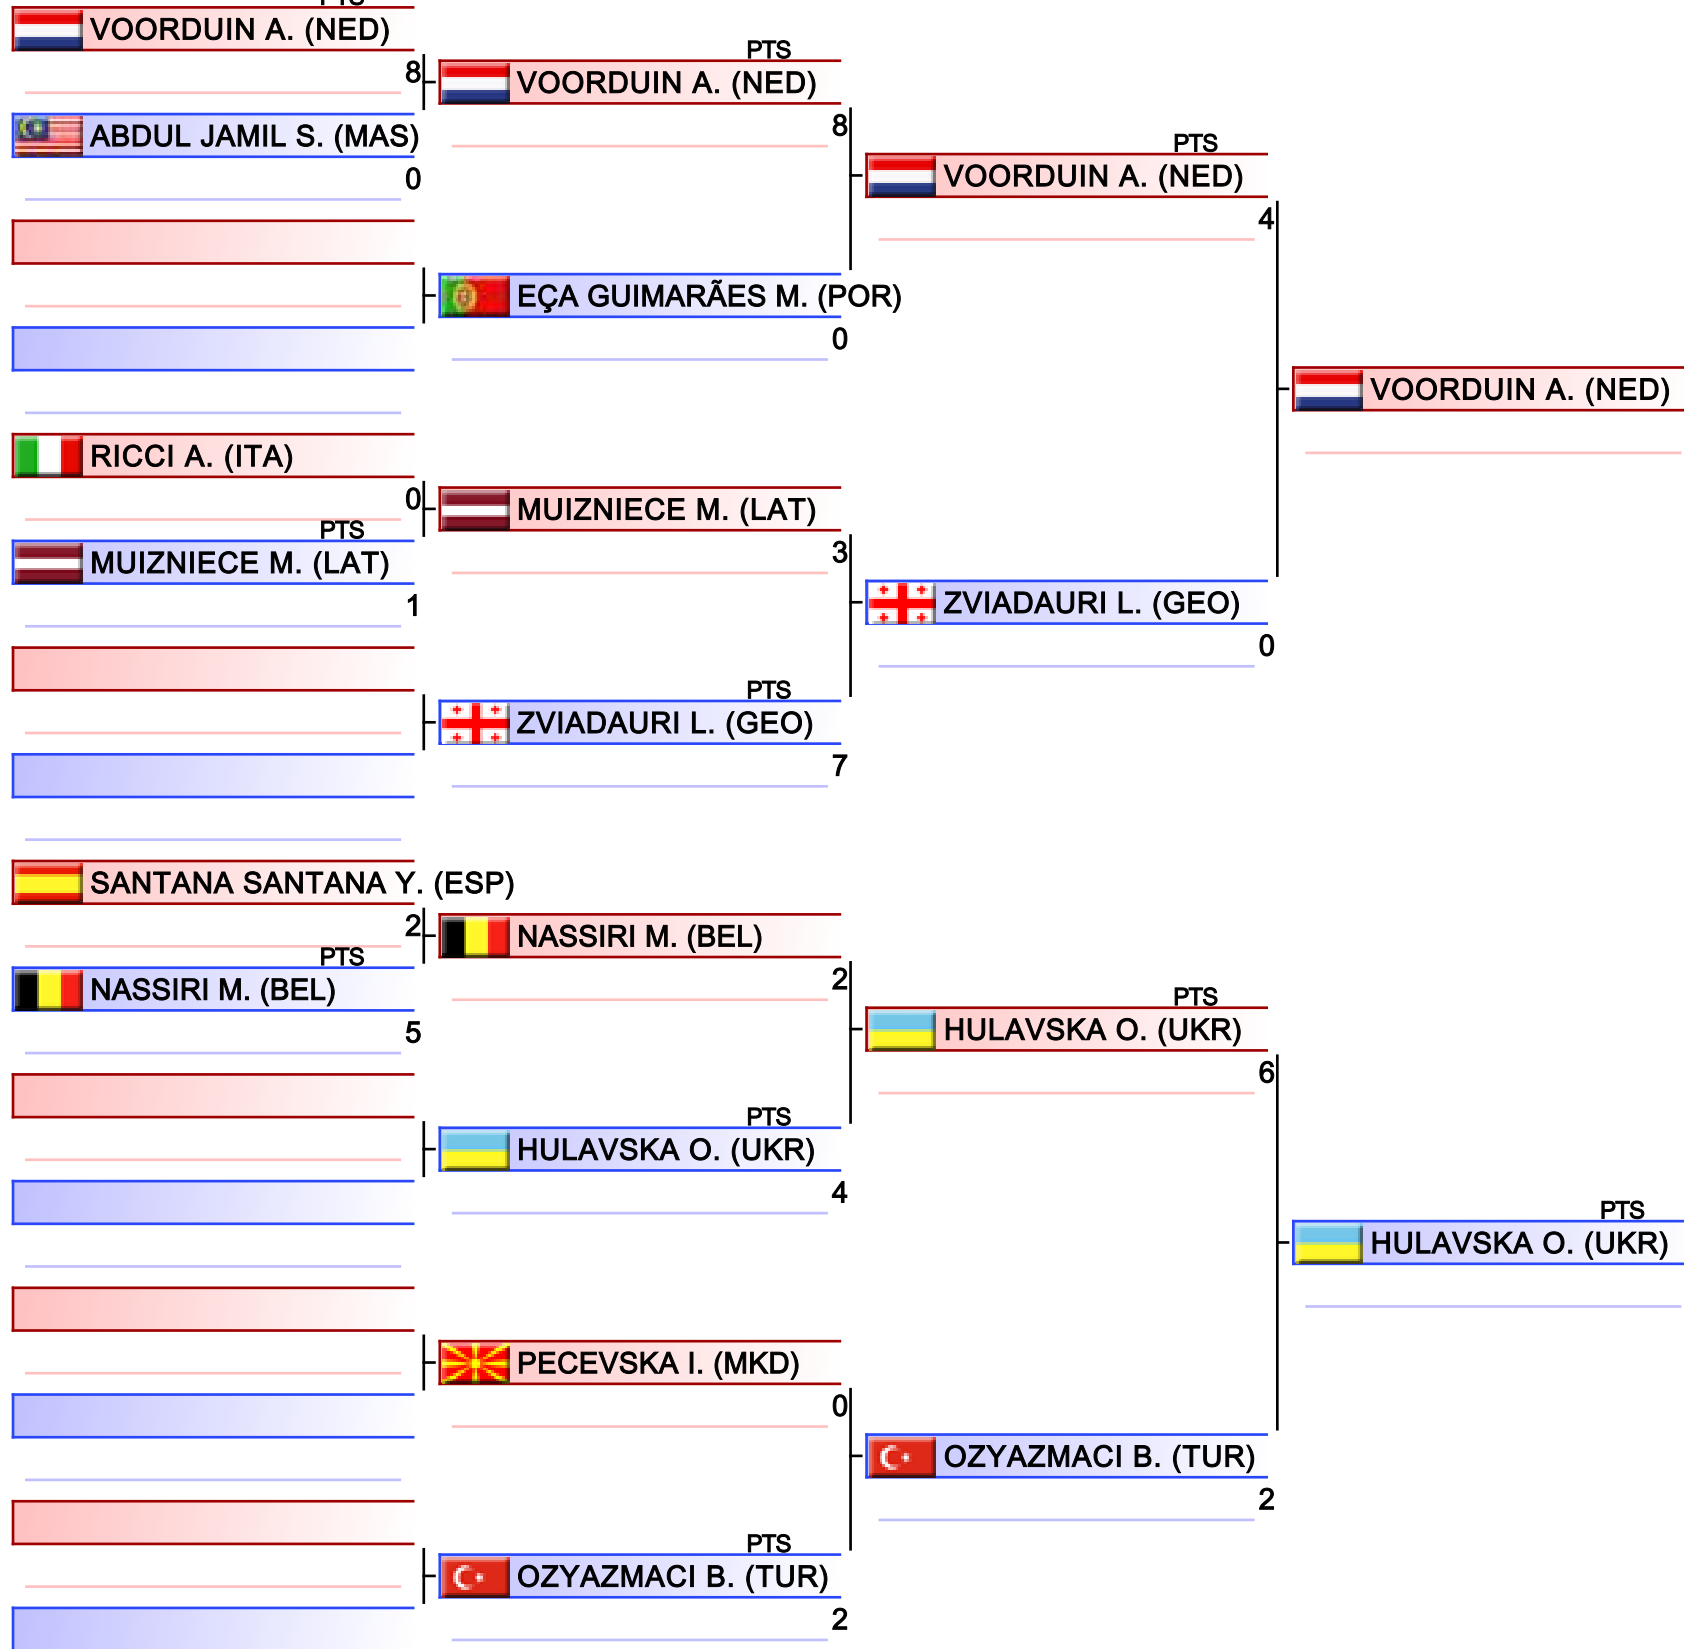 PTS
VOORDUIN A. (NED)
8
ABDUL JAMIL S. (MAS)
0
RICCI A. (ITA)
0
PTS
MUIZNIECE M. (LAT)
1
SANTANA SANTANA Y. (ESP)
2
PTS
NASSIRI M. (BEL)
5
PTS
VOORDUIN A. (NED)
8
EÇA GUIMARÃES M. (POR)
0
MUIZNIECE M. (LAT)
3
PTS
ZVIADAURI L. (GEO)
7
NASSIRI M. (BEL)
2
PTS
HULAVSKA O. (UKR)
4
PECEVSKA I. (MKD)
0
PTS
OZYAZMACI B. (TUR)
2
PTS
VOORDUIN A. (NED)
4
ZVIADAURI L. (GEO)
0
PTS
HULAVSKA O. (UKR)
6
OZYAZMACI B. (TUR)
2
VOORDUIN A. (NED)
PTS
HULAVSKA O. (UKR)